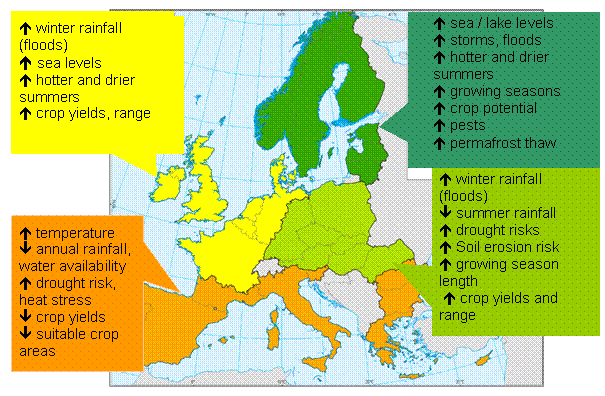 ↑ winter rainfall
(floods)
↑ sea levels
↑ hotter and drier
summers
↑ crop yields, range
↑ sea / lake levels
↑ storms, floods
↑ hotter and drier
summers
↑ growing seasons
↑ crop potential
↑ pests
↑ permafrost thaw
↑ temperature
↓ annual rainfall,
water availability
↑ drought risk,
heat stress
↓ crop yields
↓ suitable crop
areas
↑ winter rainfall
(floods)
↓ summer rainfall
↑ drought risks
↑ Soil erosion risk
↑ growing season
length
↑ crop yields and
range